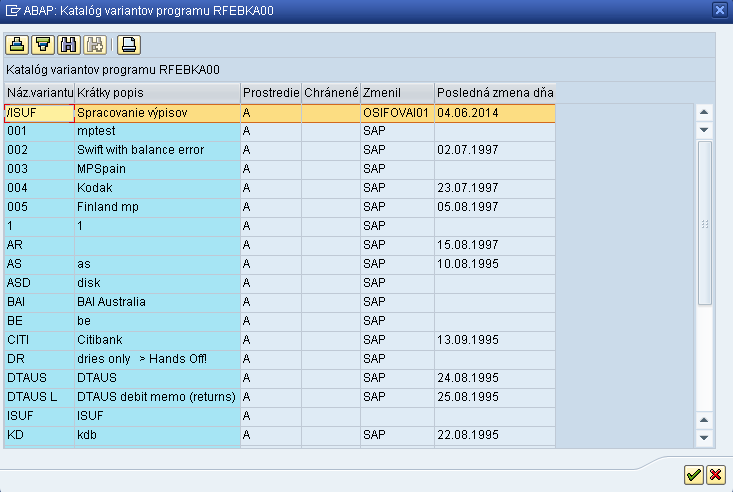 ABAP: Katalóg variantov programu RFEBKA00
Katalóg variantov programu RFEBKA00
Náz.variantu Krátky popis Prostredie Chránené Zmenil Posledná zmena dňa
/ISUF Spracovanie výpisov A OSIFOVAI01 04.06.2014
001 mptest A SAP
002 Swift with balance error A SAP 02.07.1997
003 MPSpain A SAP
004 Kodak A SAP 23.07.1997
005 Finland mp A SAP 05.08.1997
1 1 A SAP
AR A SAP 15.08.1997
AS as A SAP 10.08.1995
ASD disk A SAP
BAI BAI Australia A SAP
BE be A SAP
CITI Citibank A SAP 13.09.1995
DR dries only > Hands Off! A SAP
DTAUS DTAUS A SAP 24.08.1995
DTAUS L DTAUS debit memo (returns) A SAP 25.08.1995
ISUF ISUF A
KD kdb A SAP 22.08.1995